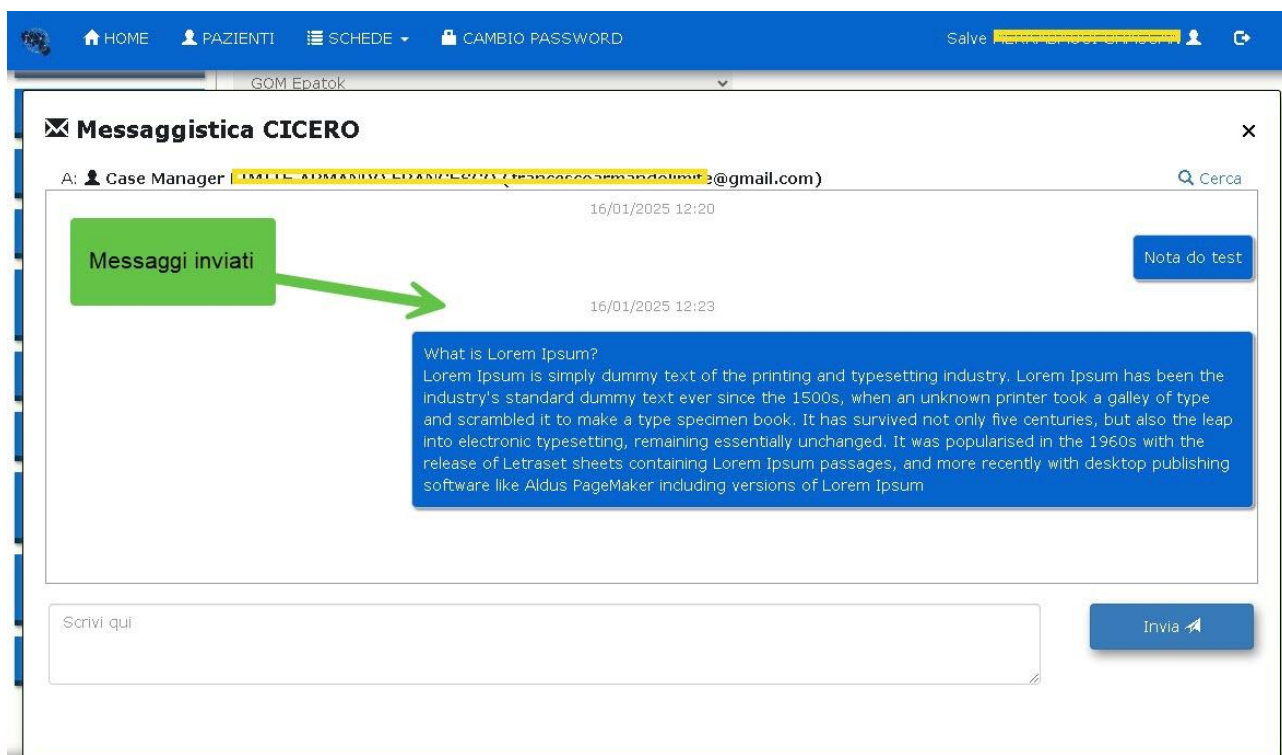 HOME PAZIENTI SCHEDE CAMBIO PASSWORD Salve
GOM Epatok
Messaggistica CICERO ×
A: Case Manager @gmail.com) Cerca
16/01/2025 12:20
Messaggi inviati
Nota do test
16/01/2025 12:23
What is Lorem Ipsum?
Lorem Ipsum is simply dummy text of the printing and typesetting industry. Lorem Ipsum has been the
industry's standard dummy text ever since the 1500s, when an unknown printer took a galley of type
and scrambled it to make a type specimen book. It has survived not only five centuries, but also the leap
into electronic typesetting, remaining essentially unchanged. It was popularised in the 1960s with the
release of Letraset sheets containing Lorem Ipsum passages, and more recently with desktop publishing
software like Aldus PageMaker including versions of Lorem Ipsum
Scrivi qui
Invia